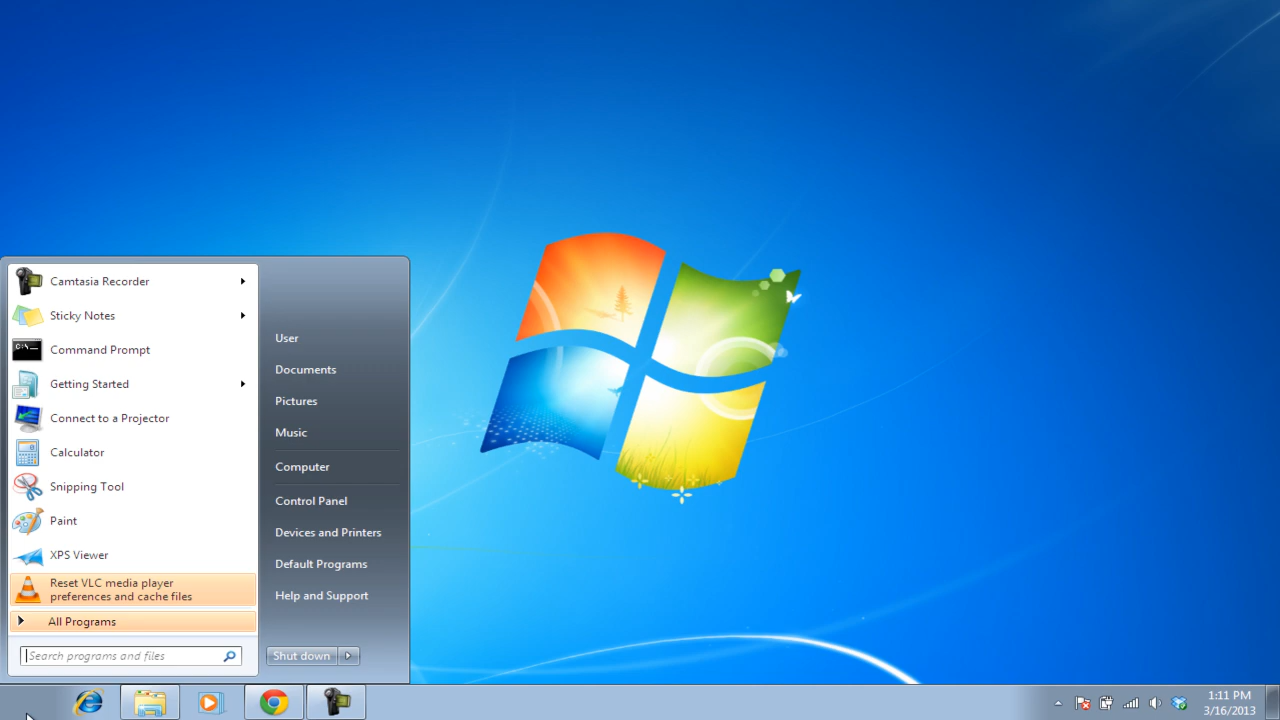 Camtasia Recorder
Sticky Notes
Command Prompt
Getting Started
Connect to a Projector
Calculator
Snipping Tool
Paint
XPS Viewer
Reset VLC media player
preferences and cache files
All Programs
Search programs and files
User
Documents
Pictures
Music
Computer
Control Panel
Devices and Printers
Default Programs
Help and Support
Shut down
1:11 PM
3/16/2013